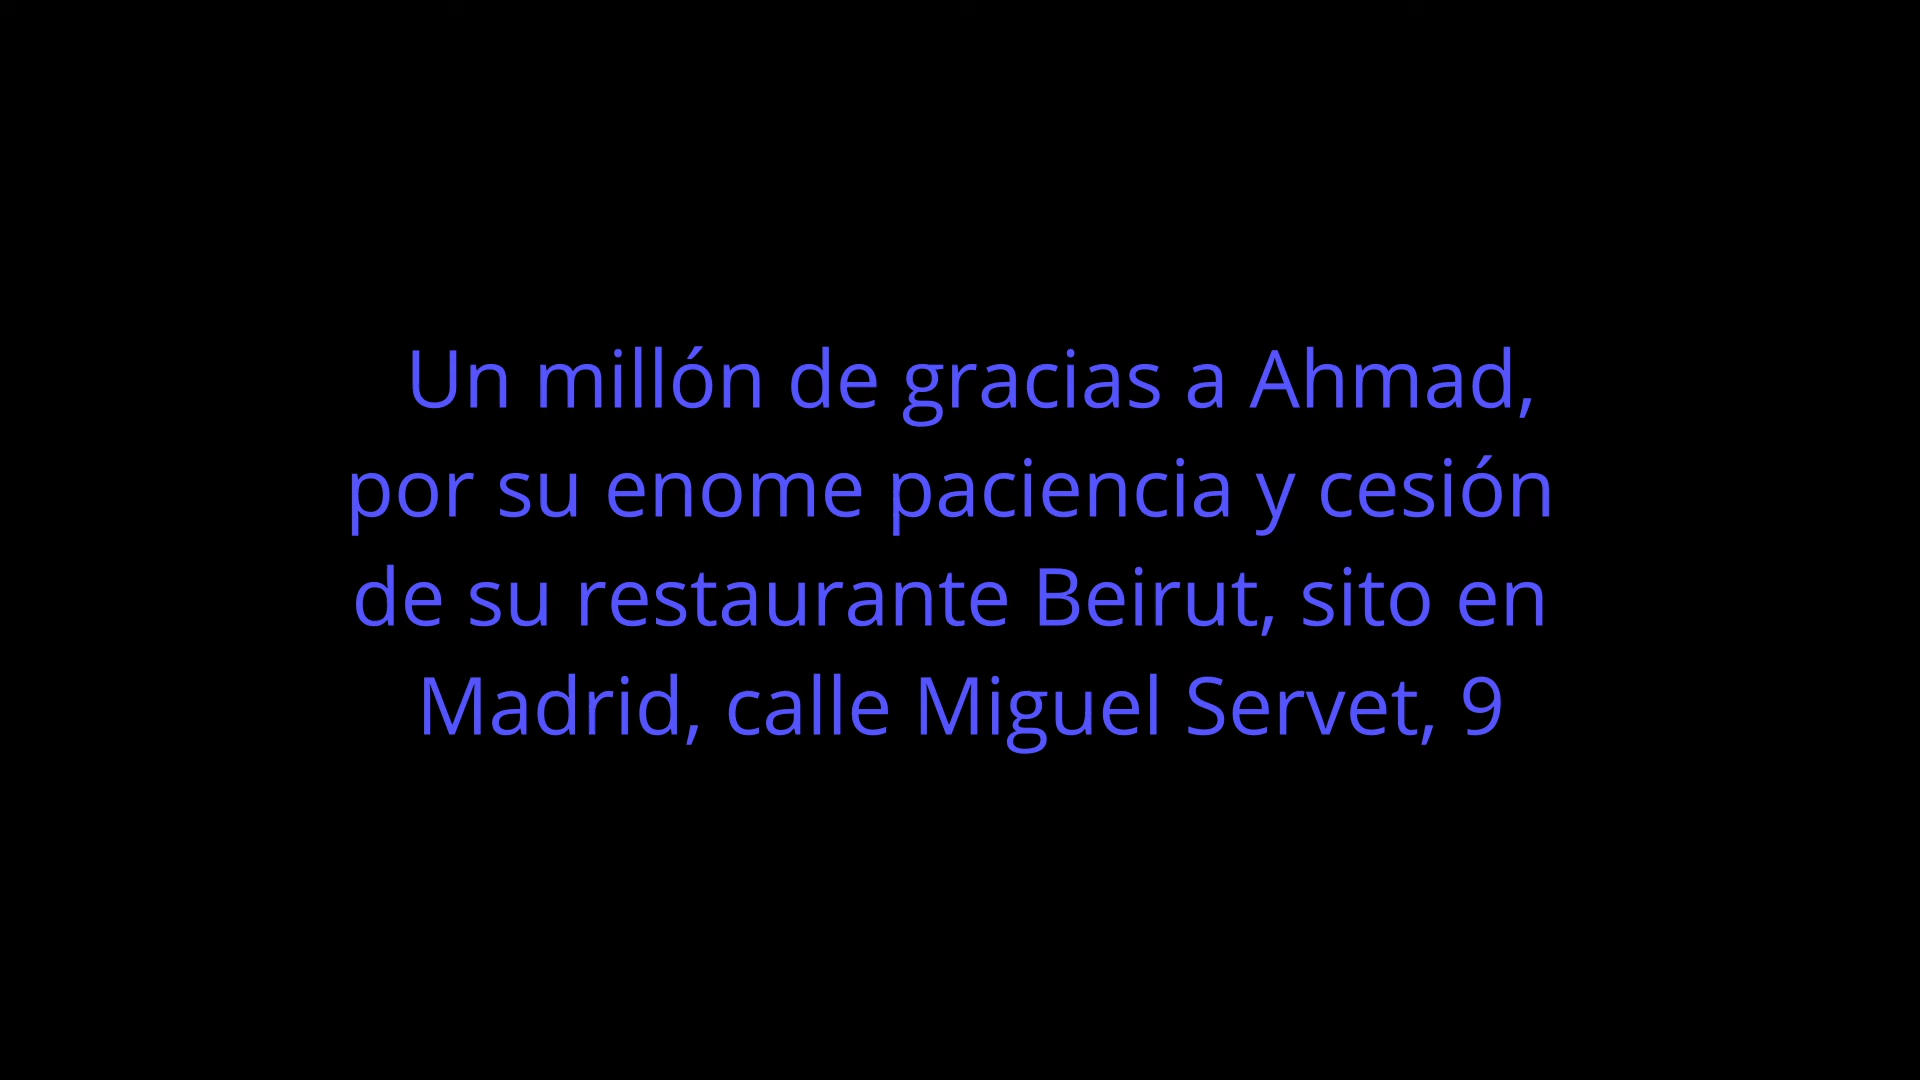 Un millón de gracias a Ahmad,
por su enome paciencia y cesión
de su restaurante Beirut, sito en
Madrid, calle Miguel Servet, 9